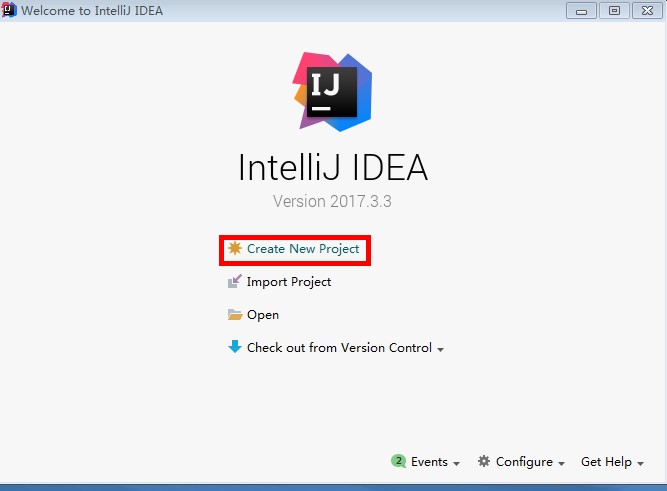 Welcome to IntelliJ IDEA
IJ
IntelliJ IDEA
Version 2017.3.3
Create New Project
Import Project
Open
Check out from Version Control
2 Events Configure Get Help